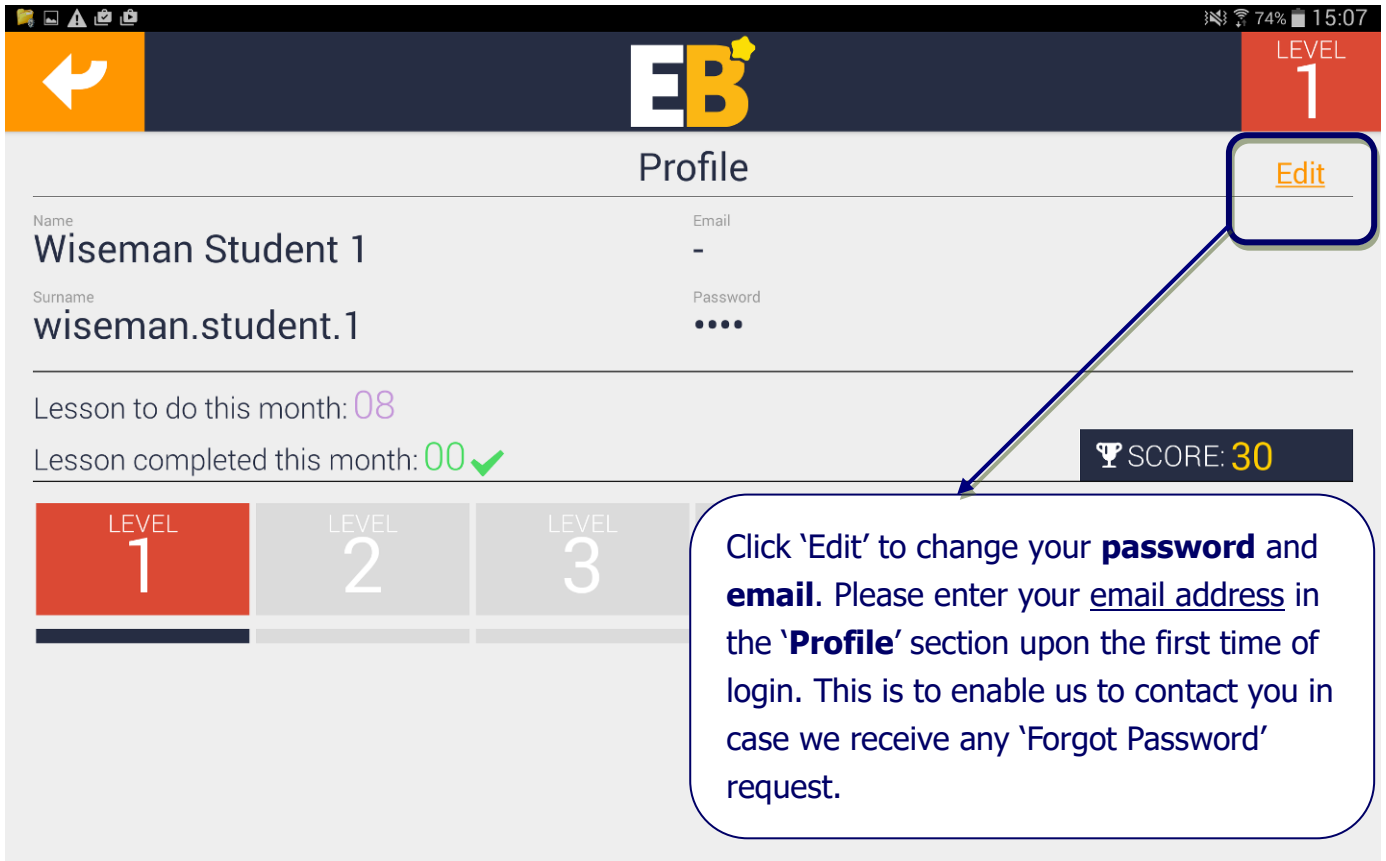 74% 15:07
EB
LEVEL
1
Profile
Edit
Name
Wiseman Student 1
Email
-
Surname
wiseman.student.1
Password
••••
Lesson to do this month: 08
Lesson completed this month: 00
SCORE: 30
LEVEL
1
LEVEL
2
LEVEL
3
Click ‘Edit’ to change your password and
email. Please enter your email address in
the ‘Profile’ section upon the first time of
login. This is to enable us to contact you in
case we receive any ‘Forgot Password’
request.